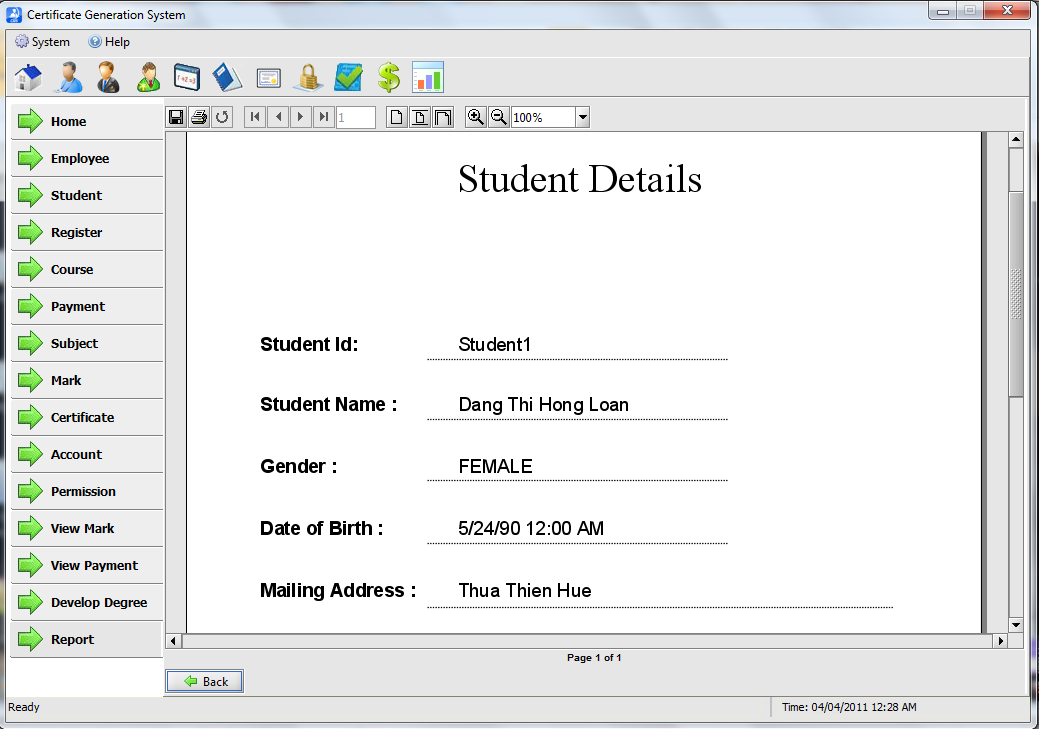 Certificate Generation System
System Help
Home
Employee
Student
Register
Course
Payment
Subject
Mark
Certificate
Account
Permission
View Mark
View Payment
Develop Degree
Report
1
100%
Student Details
Student Id: Student1
Student Name : Dang Thi Hong Loan
Gender : FEMALE
Date of Birth : 5/24/90 12:00 AM
Mailing Address : Thua Thien Hue
Page 1 of 1
Back
Ready
Time: 04/04/2011 12:28 AM